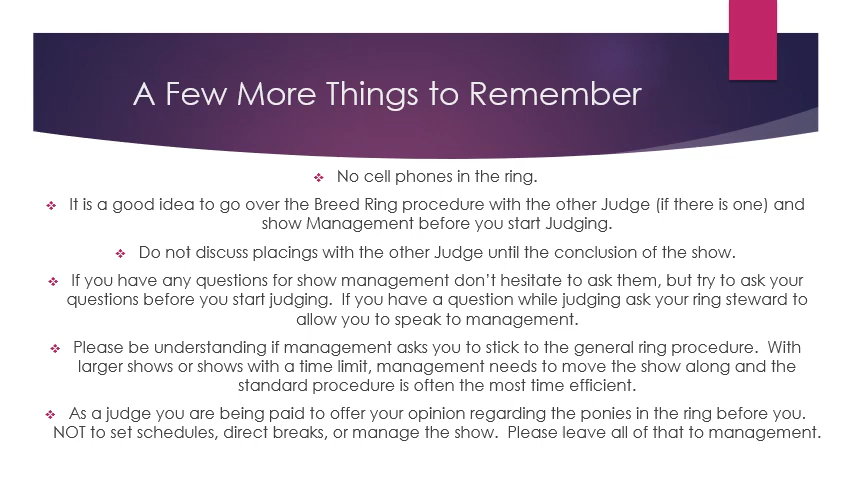 A Few More Things to Remember
❖ No cell phones in the ring.
❖ It is a good idea to go over the Breed Ring procedure with the other Judge (if there is one) and
show Management before you start Judging.
❖ Do not discuss placings with the other Judge until the conclusion of the show.
❖ If you have any questions for show management don’t hesitate to ask them, but try to ask your
questions before you start judging.  If you have a question while judging ask your ring steward to
allow you to speak to management.
❖ Please be understanding if management asks you to stick to the general ring procedure.  With
larger shows or shows with a time limit, management needs to move the show along and the
standard procedure is often the most time efficient.
❖ As a judge you are being paid to offer your opinion regarding the ponies in the ring before you.
NOT to set schedules, direct breaks, or manage the show.  Please leave all of that to management.